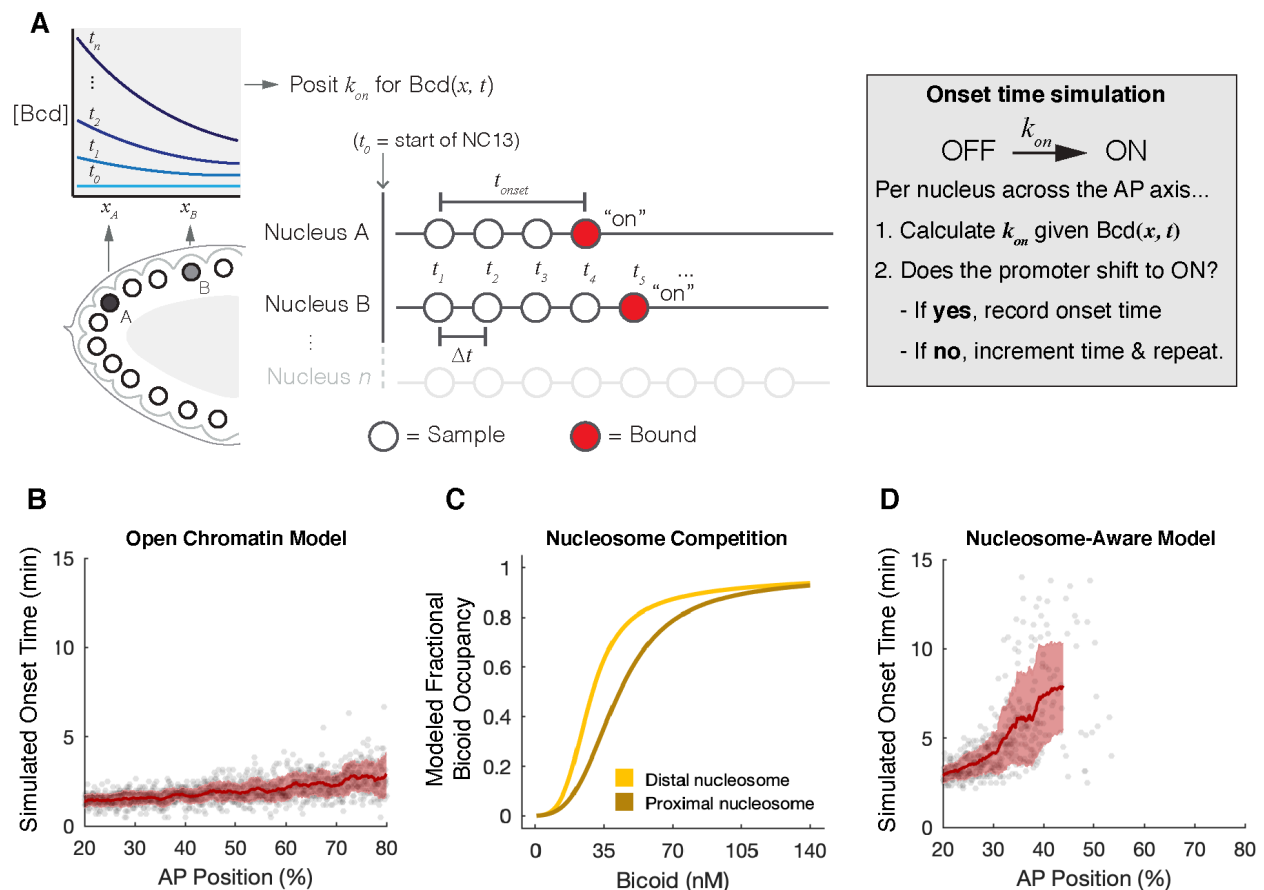 A
t_n
⋮
t_2
t_1
t_0
[Bcd]
x_A
x_B
Posit k_on for Bcd(x, t)
(t_0 = start of NC13)
t_onset
Nucleus A
"on"
t_1 t_2 t_3 t_4 t_5 ...
Nucleus B
"on"
⋮
Δt
Nucleus n
A
B
= Sample
= Bound
Onset time simulation
k_on
OFF ON
Per nucleus across the AP axis...
1. Calculate k_on given Bcd(x, t)
2. Does the promoter shift to ON?
- If yes, record onset time
- If no, increment time & repeat.
B
Open Chromatin Model
Simulated Onset Time (min)
15
10
5
0
20 30 40 50 60 70 80
AP Position (%)
C
Nucleosome Competition
Modeled Fractional
Bicoid Occupancy
1
0.8
0.6
0.4
0.2
0
Distal nucleosome
Proximal nucleosome
0 35 70 105 140
Bicoid (nM)
D
Nucleosome-Aware Model
Simulated Onset Time (min)
15
10
5
0
20 30 40 50 60 70 80
AP Position (%)